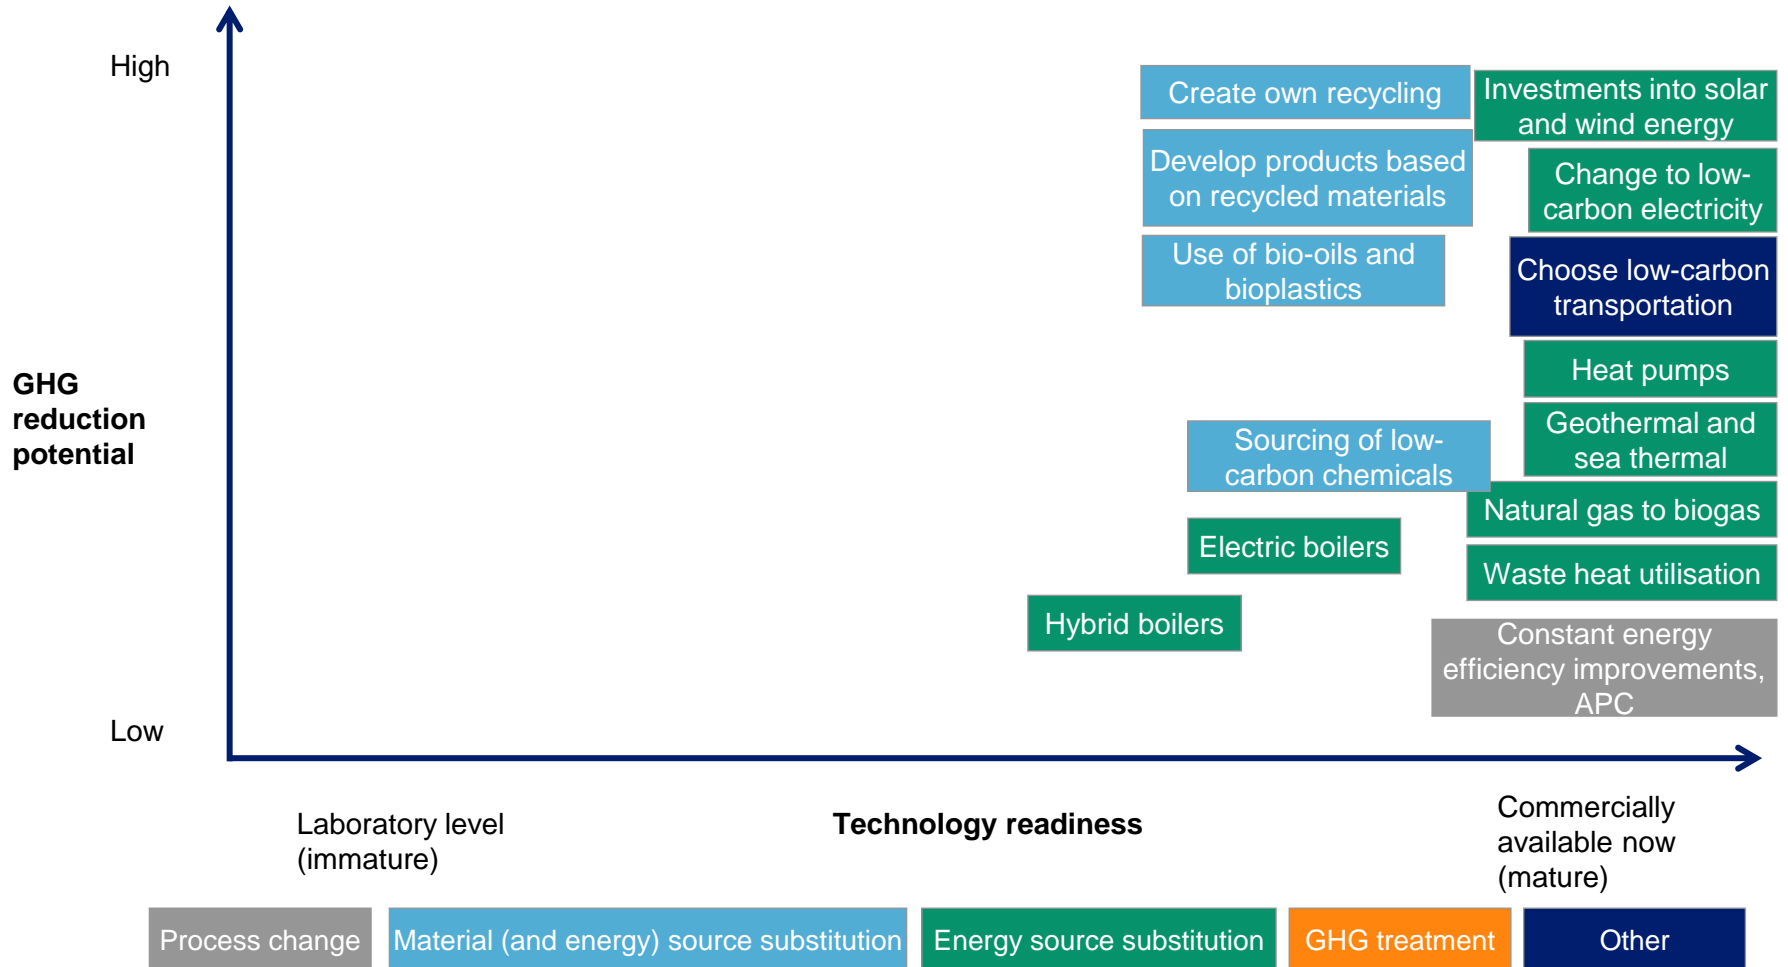 High
Create own recycling
Investments into solar
and wind energy
Develop products based
on recycled materials
Change to low-
carbon electricity
Use of bio-oils and
bioplastics
Choose low-carbon
transportation
Heat pumps
GHG
reduction
potential
Geothermal and
sea thermal
Sourcing of low-
carbon chemicals
Natural gas to biogas
Electric boilers
Waste heat utilisation
Hybrid boilers
Constant energy
efficiency improvements,
APC
Low
Laboratory level
(immature)
Technology readiness
Commercially
available now
(mature)
Process change
Material (and energy) source substitution
Energy source substitution
GHG treatment
Other